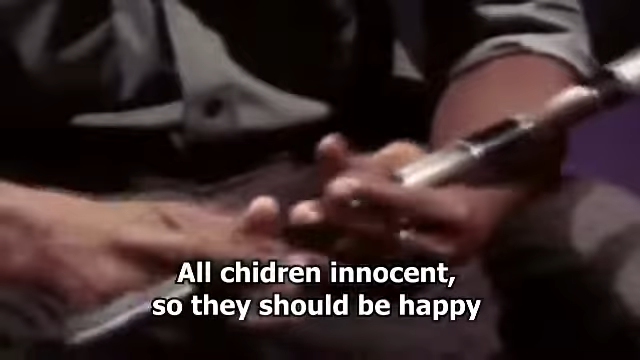 All chidren innocent,
so they should be happy